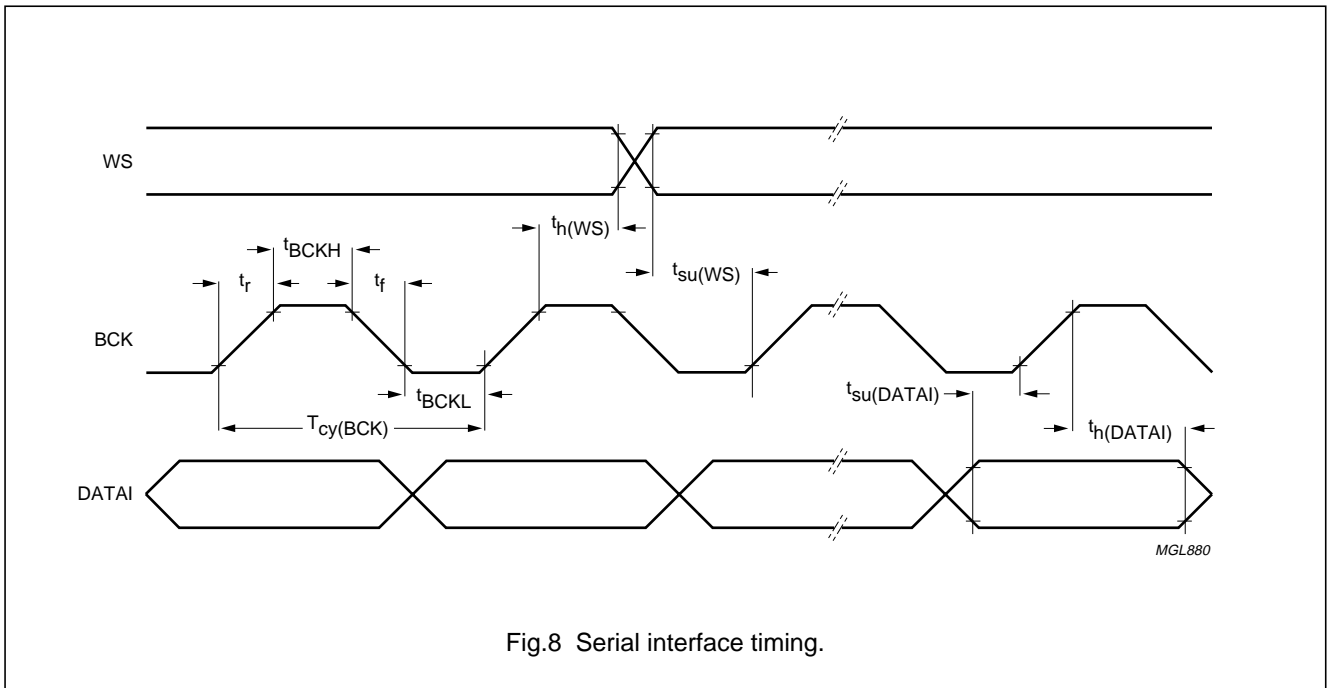 WS
th(WS)
tBCKH
tsu(WS)
tr
tf
BCK
tBCKL
tsu(DATAI)
Tcy(BCK)
th(DATAI)
DATAI
MGL880
Fig.8 Serial interface timing.